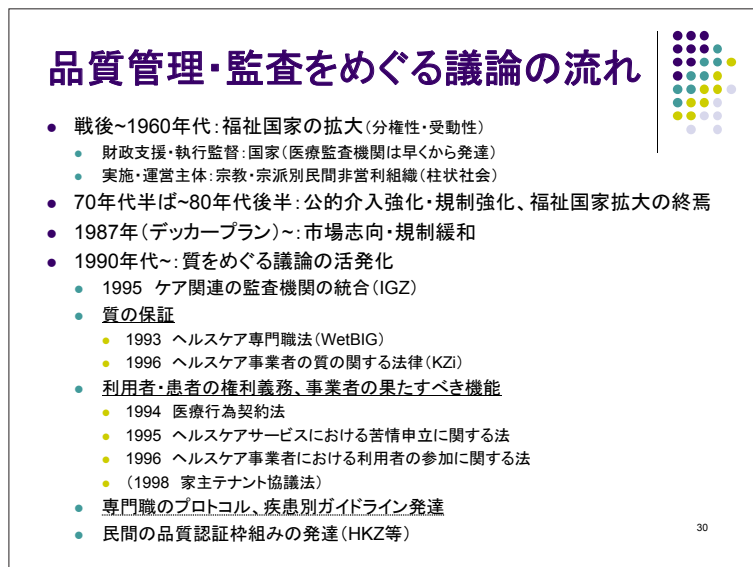 品質管理・監査をめぐる議論の流れ
戦後~1960年代：福祉国家の拡大（分権性・受動性）
財政支援・執行監督：国家（医療監査機関は早くから発達）
実施・運営主体：宗教・宗派別民間非営利組織（柱状社会）
70年代半ば~80年代後半：公的介入強化・規制強化、福祉国家拡大の終焉
1987年（デッカープラン）~：市場志向・規制緩和
1990年代~：質をめぐる議論の活発化
1995 ケア関連の監査機関の統合（IGZ）
質の保証
1993 ヘルスケア専門職法（WetBIG）
1996 ヘルスケア事業者の質の関する法律（KZi）
利用者・患者の権利義務、事業者の果たすべき機能
1994 医療行為契約法
1995 ヘルスケアサービスにおける苦情申立に関する法
1996 ヘルスケア事業者における利用者の参加に関する法
（1998 家主テナント協議法）
専門職のプロトコル、疾患別ガイドライン発達
民間の品質認証枠組みの発達（HKZ等）
30